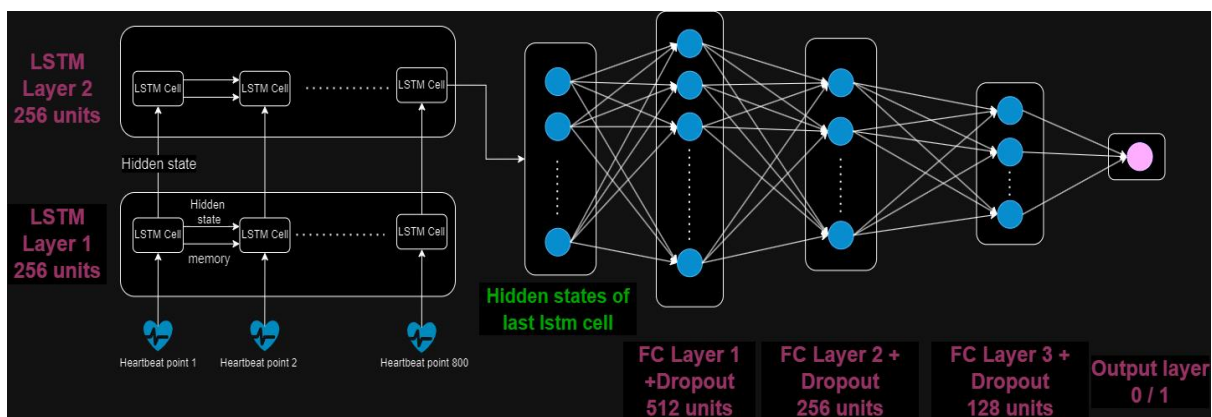 LSTM
Layer 2
256 units
LSTM Cell
LSTM Cell
LSTM Cell
Hidden state
LSTM
Layer 1
256 units
Hidden
state
LSTM Cell
LSTM Cell
LSTM Cell
memory
Heartbeat point 1
Heartbeat point 2
Heartbeat point 800
Hidden states of
last lstm cell
FC Layer 1
+Dropout
512 units
FC Layer 2 +
Dropout
256 units
FC Layer 3 +
Dropout
128 units
Output layer
0 / 1